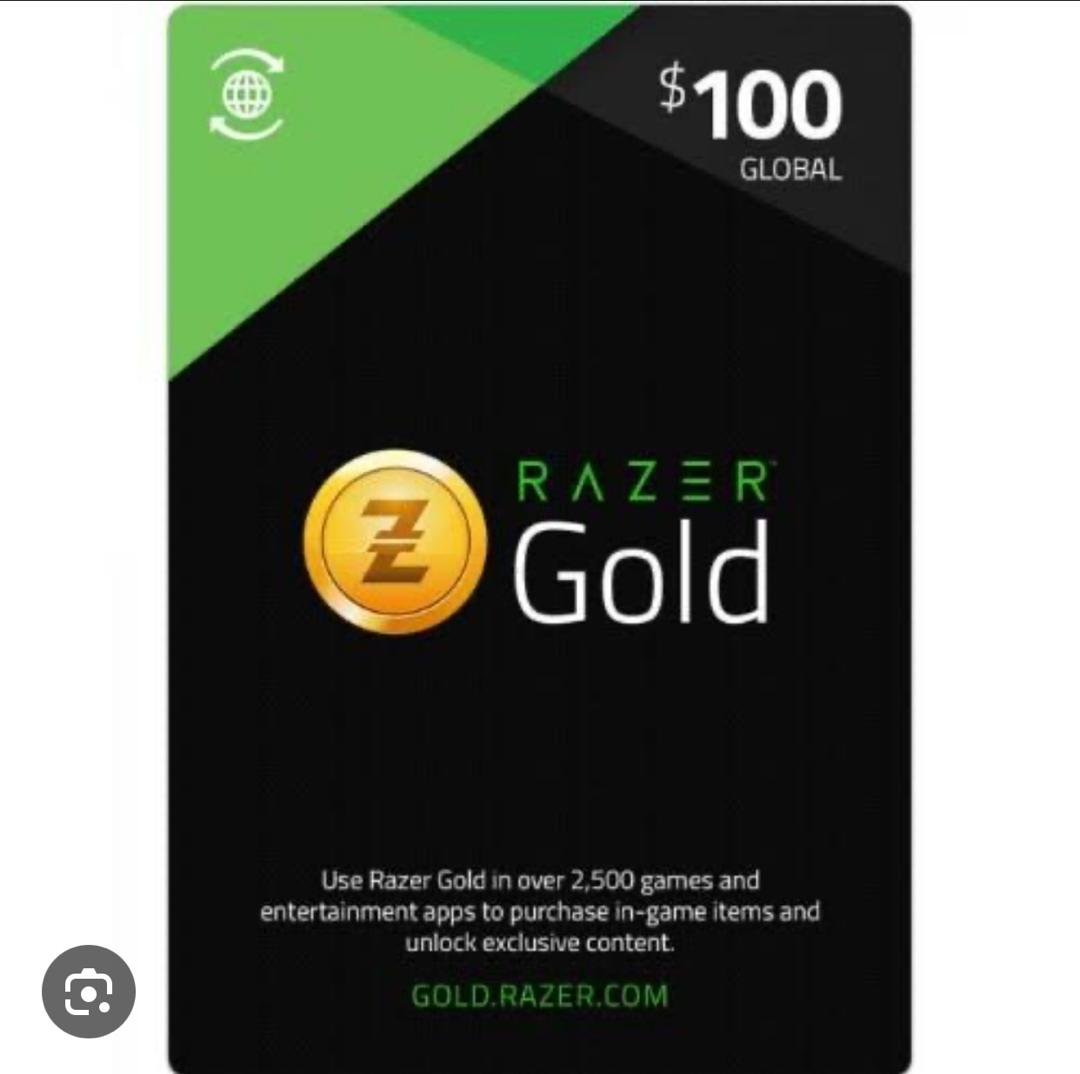 $100
GLOBAL
RAZER
Gold
Use Razer Gold in over 2,500 games and
entertainment apps to purchase in-game items and
unlock exclusive content.
GOLD.RAZER.COM